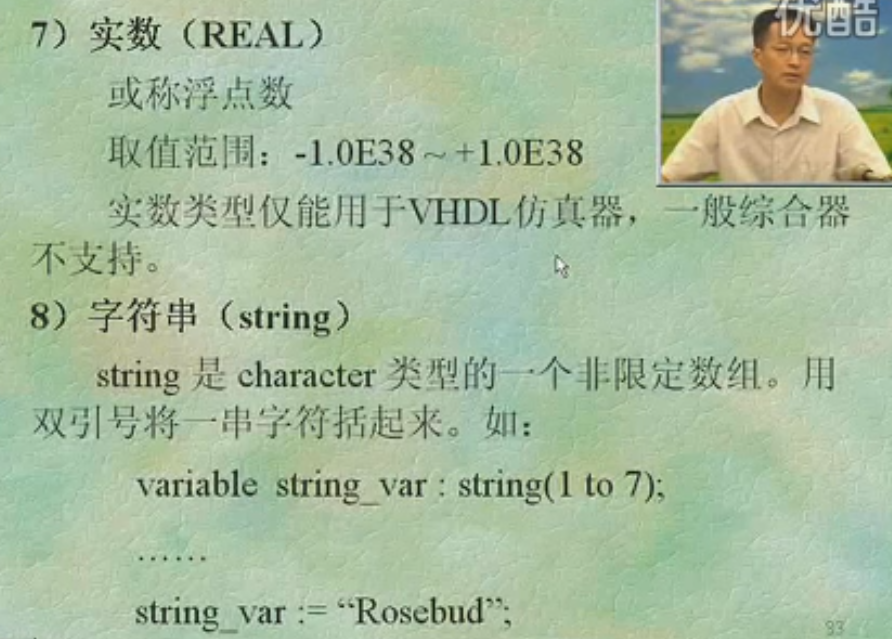 优酷
7）实数（REAL）
或称浮点数
取值范围：-1.0E38～+1.0E38
实数类型仅能用于VHDL仿真器，一般综合器
不支持。
8）字符串（string）
string 是 character 类型的一个非限定数组。用
双引号将一串字符括起来。如：
variable string_var : string(1 to 7);
……
string_var := “Rosebud”;
93